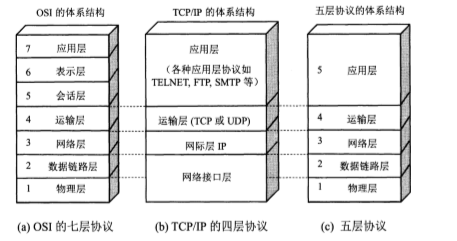 OSI 的体系结构
TCP/IP 的体系结构
五层协议的体系结构
7 应用层
6 表示层
5 会话层
4 运输层
3 网络层
2 数据链路层
1 物理层
应用层
(各种应用层协议如
TELNET, FTP, SMTP 等)
运输层 (TCP 或 UDP)
网际层 IP
网络接口层
5 应用层
4 运输层
3 网络层
2 数据链路层
1 物理层
(a) OSI 的七层协议
(b) TCP/IP 的四层协议
(c) 五层协议